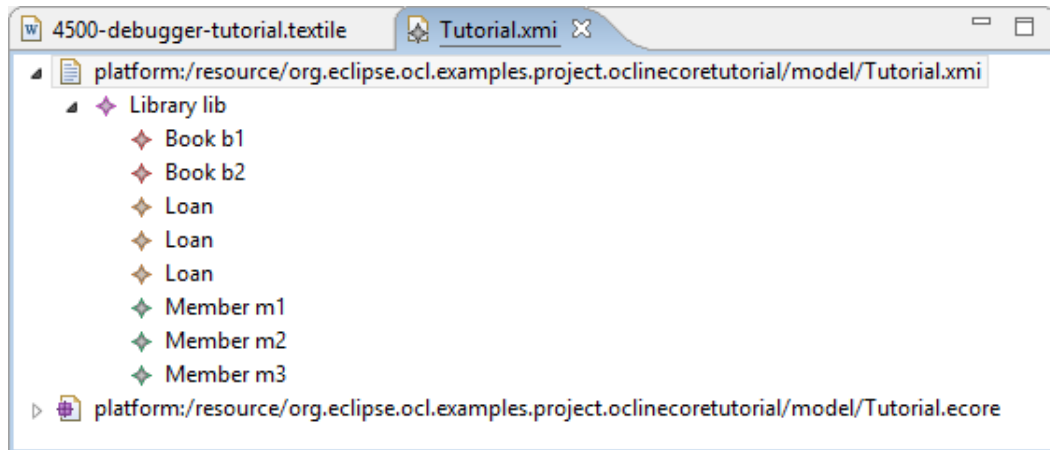 4500-debugger-tutorial.textile Tutorial.xmi
platform:/resource/org.eclipse.ocl.examples.project.oclinecoretutorial/model/Tutorial.xmi
Library lib
Book b1
Book b2
Loan
Loan
Loan
Member m1
Member m2
Member m3
platform:/resource/org.eclipse.ocl.examples.project.oclinecoretutorial/model/Tutorial.ecore